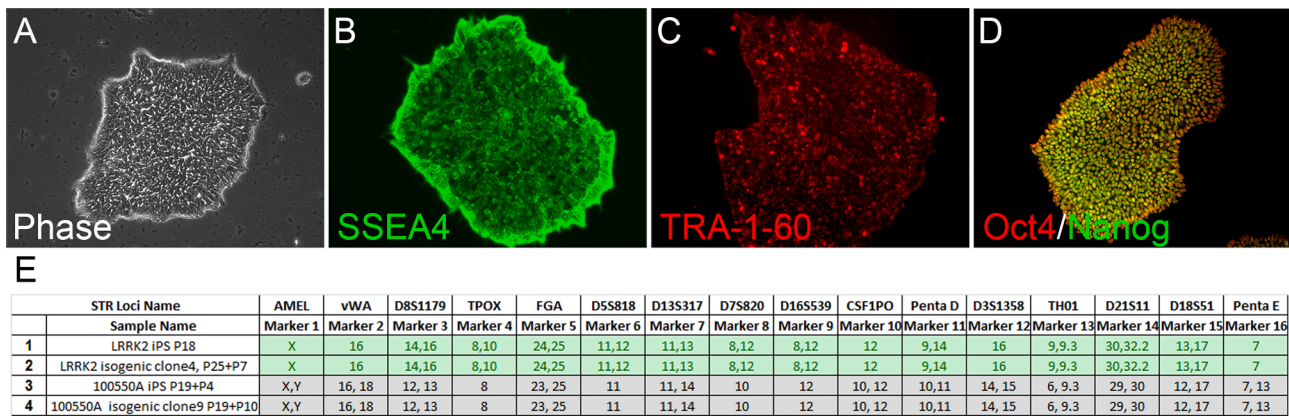 A
B
C
D
Phase
SSEA4
TRA-1-60
Oct4/Nanog
E
STR Loci Name AMEL vWA D8S1179 TPOX FGA D5S818 D13S317 D7S820 D16S539 CSF1PO Penta D D3S1358 TH01 D21S11 D18S51 Penta E
Sample Name Marker 1 Marker 2 Marker 3 Marker 4 Marker 5 Marker 6 Marker 7 Marker 8 Marker 9 Marker 10 Marker 11 Marker 12 Marker 13 Marker 14 Marker 15 Marker 16
1 LRRK2 iPS P18 X 16 14,16 8,10 24,25 11,12 11,13 8,12 8,12 12 9,14 16 9,9.3 30,32.2 13,17 7
2 LRRK2 isogenic clone4, P25+P7 X 16 14,16 8,10 24,25 11,12 11,13 8,12 8,12 12 9,14 16 9,9.3 30,32.2 13,17 7
3 100550A iPS P19+P4 X,Y 16, 18 12, 13 8 23, 25 11 11, 14 10 12 10, 12 10,11 14, 15 6, 9.3 29, 30 12, 17 7, 13
4 100550A isogenic clone9 P19+P10 X,Y 16, 18 12, 13 8 23, 25 11 11, 14 10 12 10, 12 10,11 14, 15 6, 9.3 29, 30 12, 17 7, 13